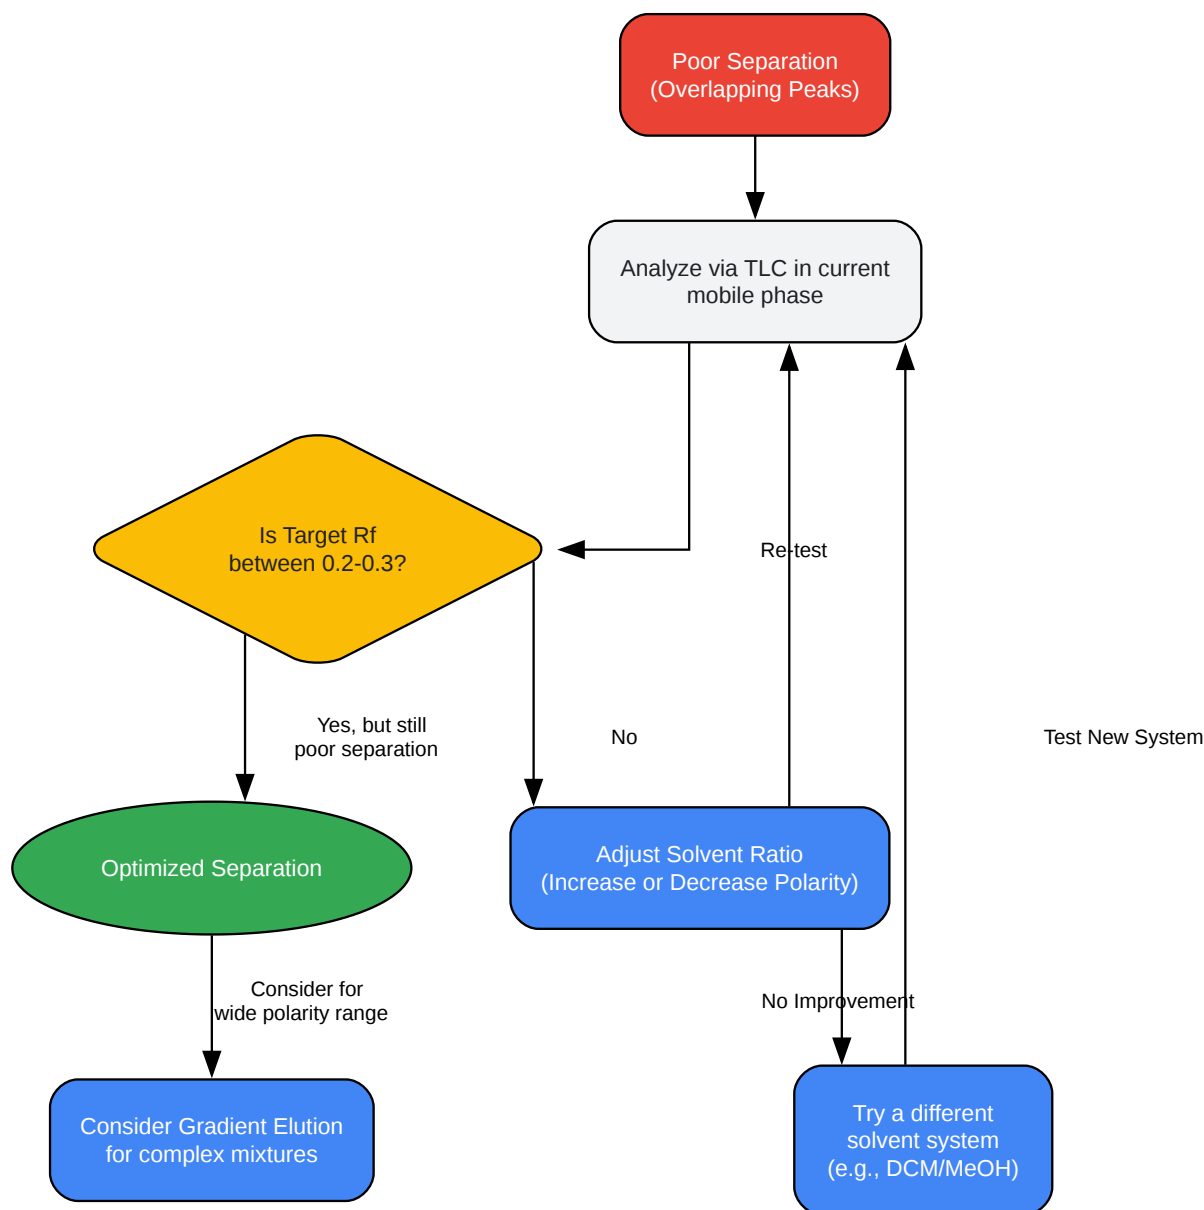 Poor Separation
(Overlapping Peaks)
Analyze via TLC in current
mobile phase
Is Target Rf
between 0.2-0.3?
Re-test
Yes, but still
poor separation
No
Test New System
Optimized Separation
Adjust Solvent Ratio
(Increase or Decrease Polarity)
Consider for
wide polarity range
No Improvement
Consider Gradient Elution
for complex mixtures
Try a different
solvent system
(e.g., DCM/MeOH)